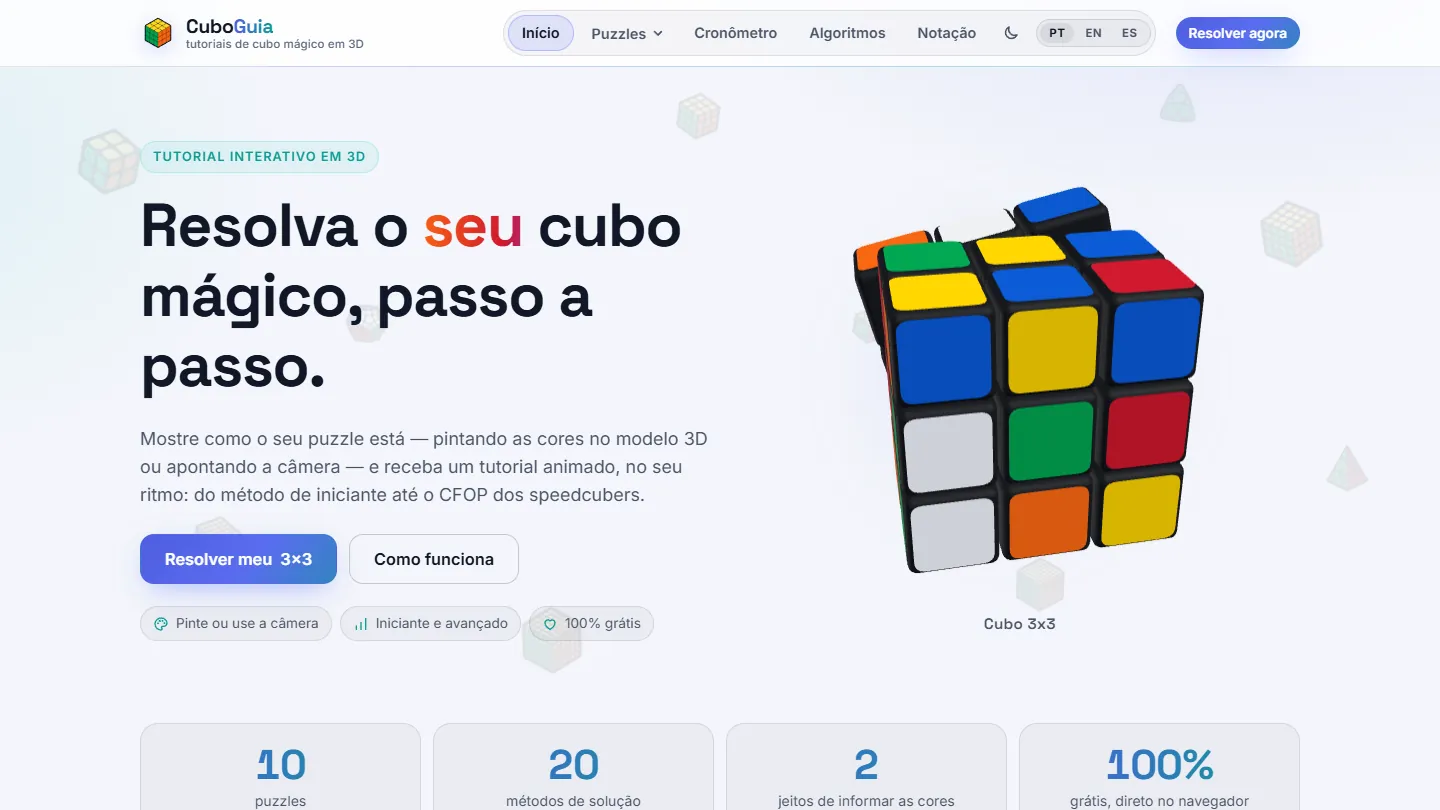 CuboGuia
tutoriais de cubo mágico em 3D
Início
Puzzles
Cronômetro
Algoritmos
Notação
PT
EN
ES
Resolver agora
TUTORIAL INTERATIVO EM 3D
Resolva o seu cubo
mágico, passo a
passo.
Mostre como o seu puzzle está — pintando as cores no modelo 3D
ou apontando a câmera — e receba um tutorial animado, no seu
ritmo: do método de iniciante até o CFOP dos speedcubers.
Resolver meu 3×3
Como funciona
Pinte ou use a câmera
Iniciante e avançado
100% grátis
Cubo 3x3
10
puzzles
20
métodos de solução
2
jeitos de informar as cores
100%
grátis, direto no navegador